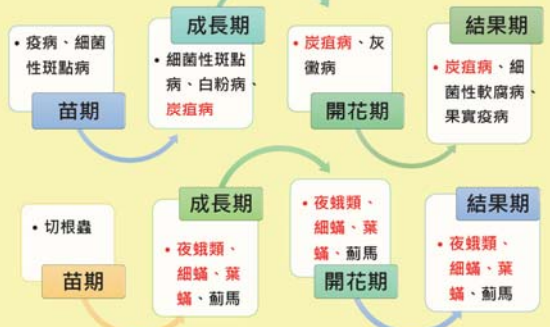 • 疫病、細菌
性斑點病
苗期
成長期
• 細菌性斑點
病、白粉病、
炭疽病
• 炭疽病、灰
黴病
開花期
結果期
• 炭疽病、細
菌性軟腐病、
果實疫病
• 切根蟲
苗期
成長期
• 夜蛾類、
細蟎、葉
蟎、薊馬
• 夜蛾類、
細蟎、葉
蟎、薊馬
開花期
結果期
• 夜蛾類、
細蟎、葉
蟎、薊馬